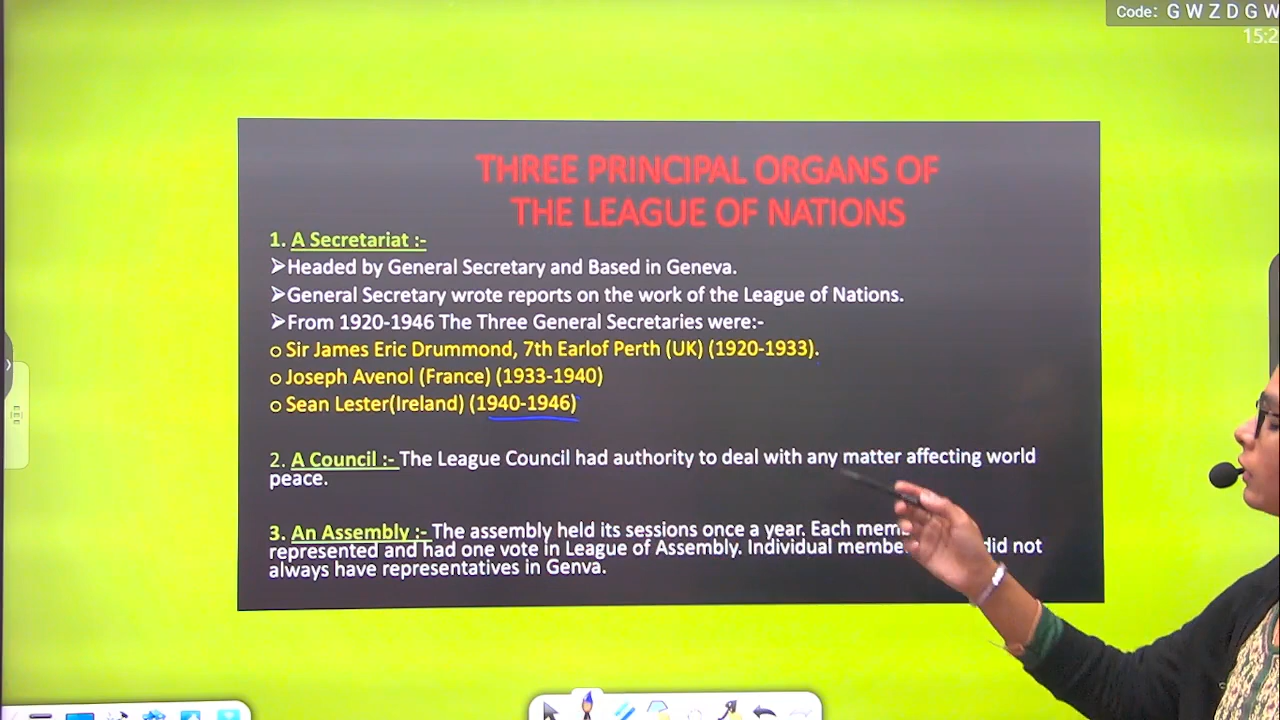 Code: G W Z D G W
15:2
THREE PRINCIPAL ORGANS OF
THE LEAGUE OF NATIONS
1. A Secretariat :-
➢Headed by General Secretary and Based in Geneva.
➢General Secretary wrote reports on the work of the League of Nations.
➢From 1920-1946 The Three General Secretaries were:-
o Sir James Eric Drummond, 7th Earlof Perth (UK) (1920-1933).
o Joseph Avenol (France) (1933-1940)
o Sean Lester(Ireland) (1940-1946)
2. A Council :- The League Council had authority to deal with any matter affecting world
peace.
3. An Assembly :- The assembly held its sessions once a year. Each
represented and had one vote in League of Assembly. Individual did not
always have representatives in Genva.